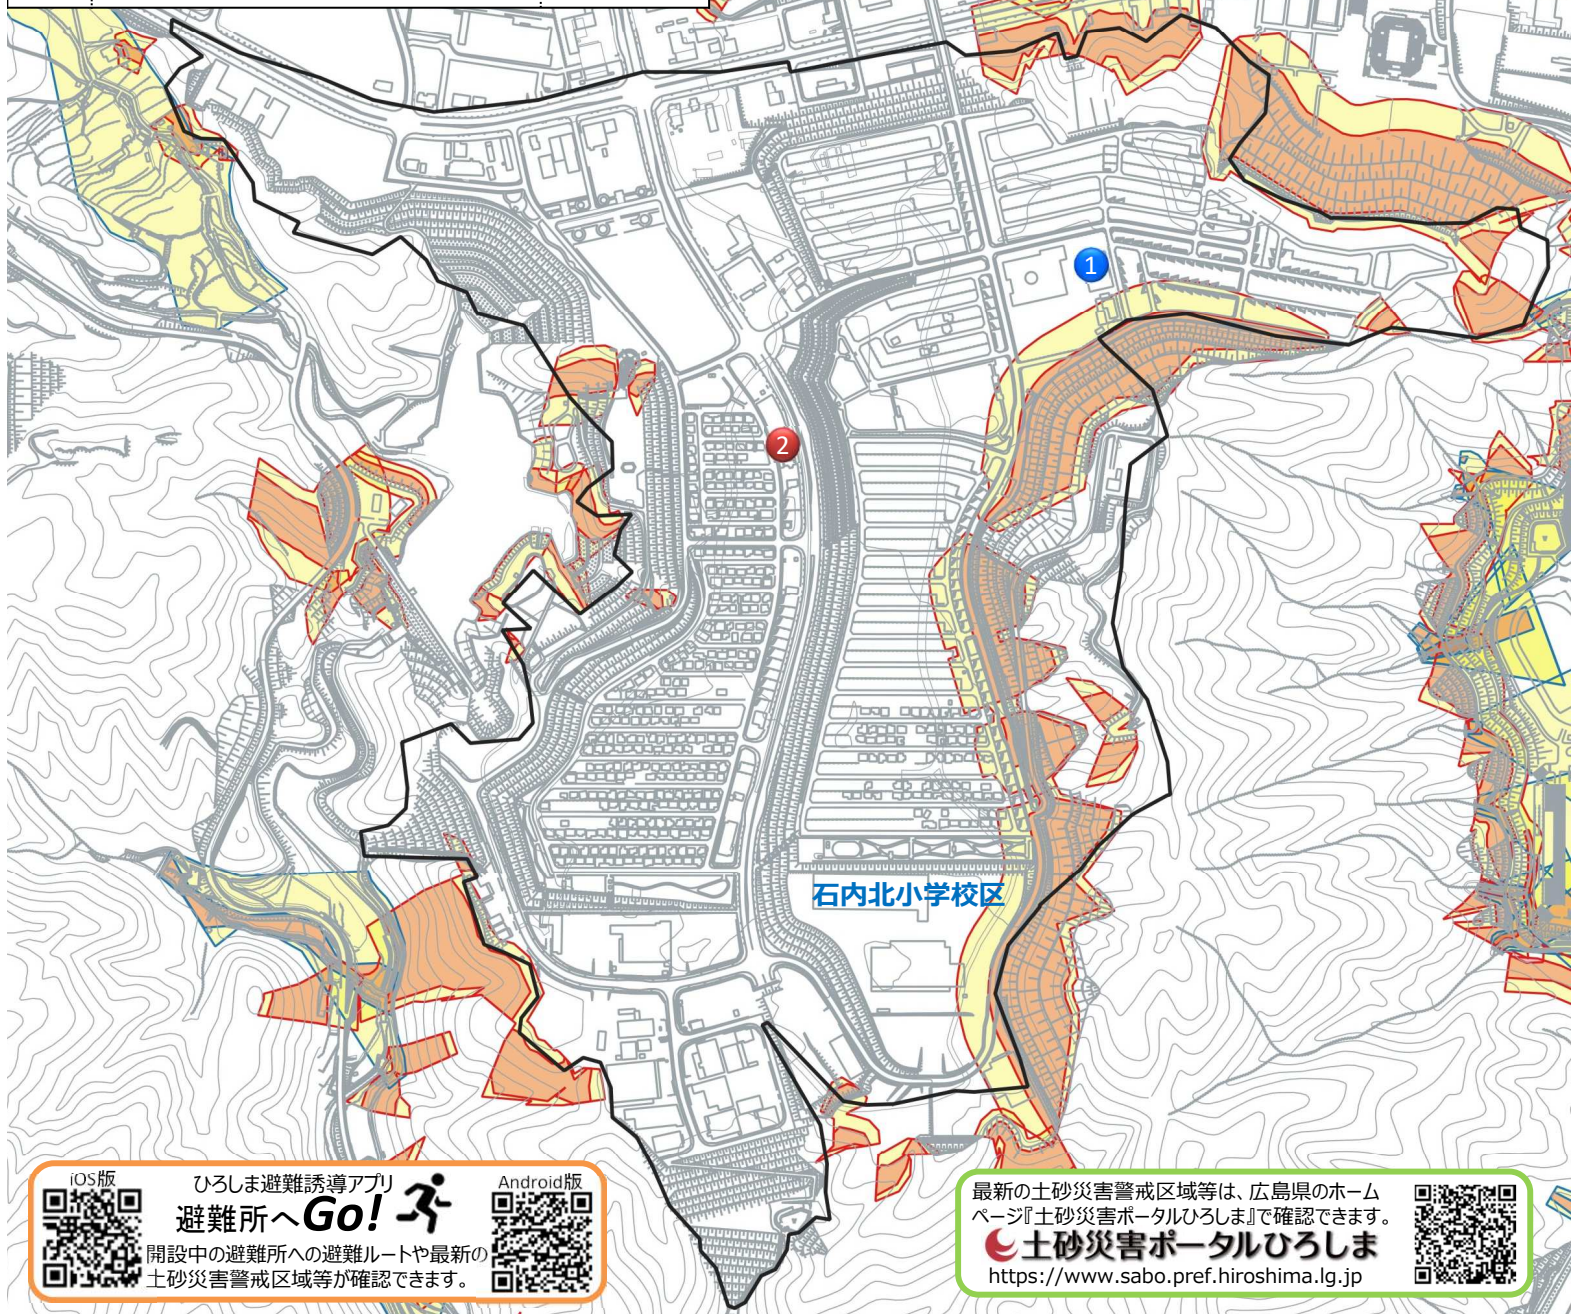 1
2
石内北小学校区
iOS版
ひろしま避難誘導アプリ
避難所へGo!
Android版
開設中の避難所への避難ルートや最新の
土砂災害警戒区域等が確認できます。
最新の土砂災害警戒区域等は、広島県のホーム
ページ『土砂災害ポータルひろしま』で確認できます。
土砂災害ポータルひろしま
https://www.sabo.pref.hiroshima.lg.jp